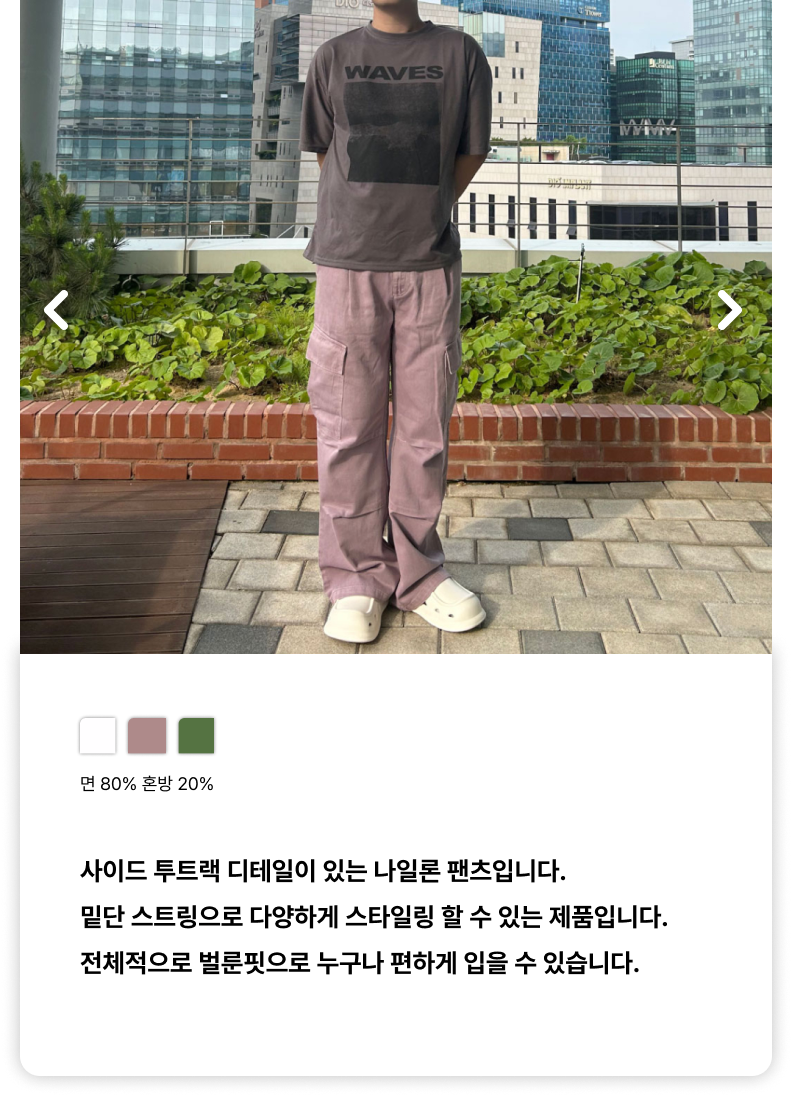 WAVES
면 80% 혼방 20%
사이드 투트랙 디테일이 있는 나일론 팬츠입니다.
밑단 스트링으로 다양하게 스타일링 할 수 있는 제품입니다.
전체적으로 벌룬핏으로 누구나 편하게 입을 수 있습니다.